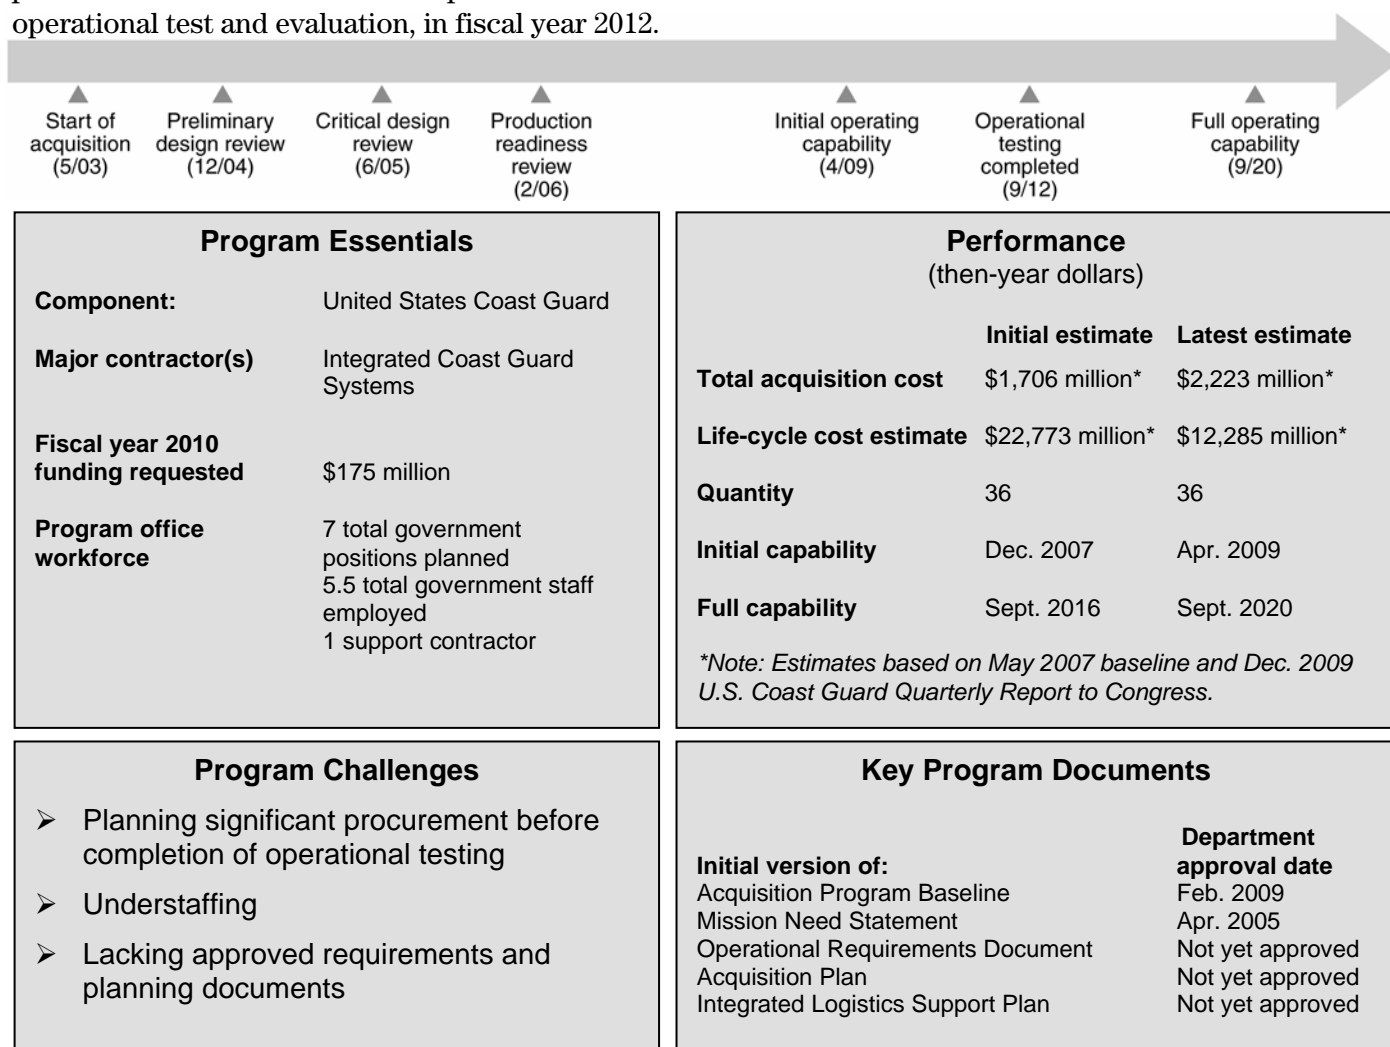 operational test and evaluation, in fiscal year 2012.
Start of
acquisition
(5/03)
Preliminary
design review
(12/04)
Critical design
review
(6/05)
Production
readiness
review
(2/06)
Initial operating
capability
(4/09)
Operational
testing
completed
(9/12)
Full operating
capability
(9/20)
Program Essentials
Component: United States Coast Guard
Major contractor(s) Integrated Coast Guard
Systems
Fiscal year 2010
funding requested $175 million
Program office 7 total government
workforce positions planned
5.5 total government staff
employed
1 support contractor
Performance
(then-year dollars)
Initial estimate Latest estimate
Total acquisition cost $1,706 million* $2,223 million*
Life-cycle cost estimate $22,773 million* $12,285 million*
Quantity 36 36
Initial capability Dec. 2007 Apr. 2009
Full capability Sept. 2016 Sept. 2020
*Note: Estimates based on May 2007 baseline and Dec. 2009
U.S. Coast Guard Quarterly Report to Congress.
Program Challenges
➢ Planning significant procurement before
completion of operational testing
➢ Understaffing
➢ Lacking approved requirements and
planning documents
Key Program Documents
Department
Initial version of: approval date
Acquisition Program Baseline Feb. 2009
Mission Need Statement Apr. 2005
Operational Requirements Document Not yet approved
Acquisition Plan Not yet approved
Integrated Logistics Support Plan Not yet approved